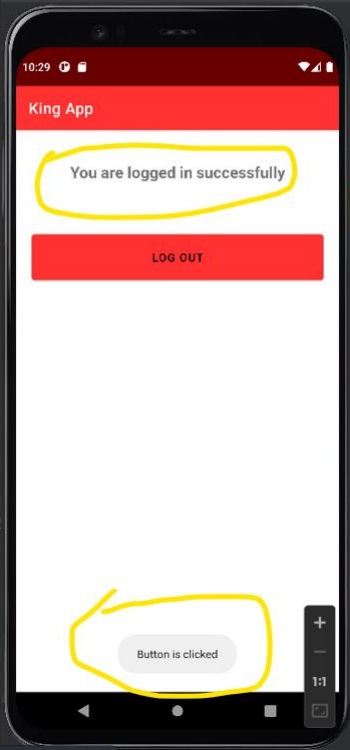 10:29
King App
You are logged in successfully
LOG OUT
Button is clicked
1:1